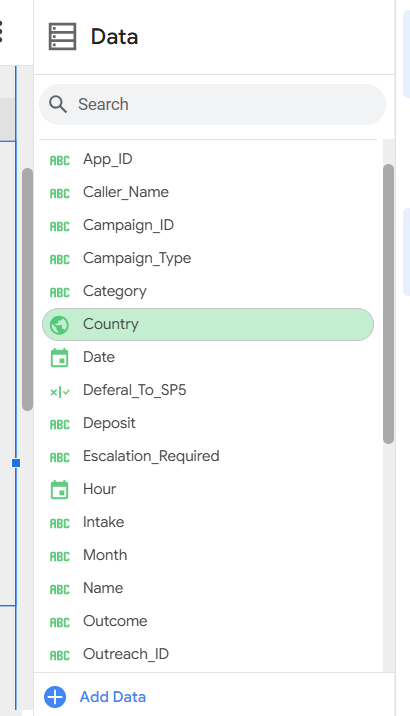 Data
Search
ABC App_ID
ABC Caller_Name
ABC Campaign_ID
ABC Campaign_Type
ABC Category
Country
Date
Deferal_To_SP5
ABC Deposit
ABC Escalation_Required
Hour
ABC Intake
ABC Month
ABC Name
ABC Outcome
ABC Outreach_ID
Add Data